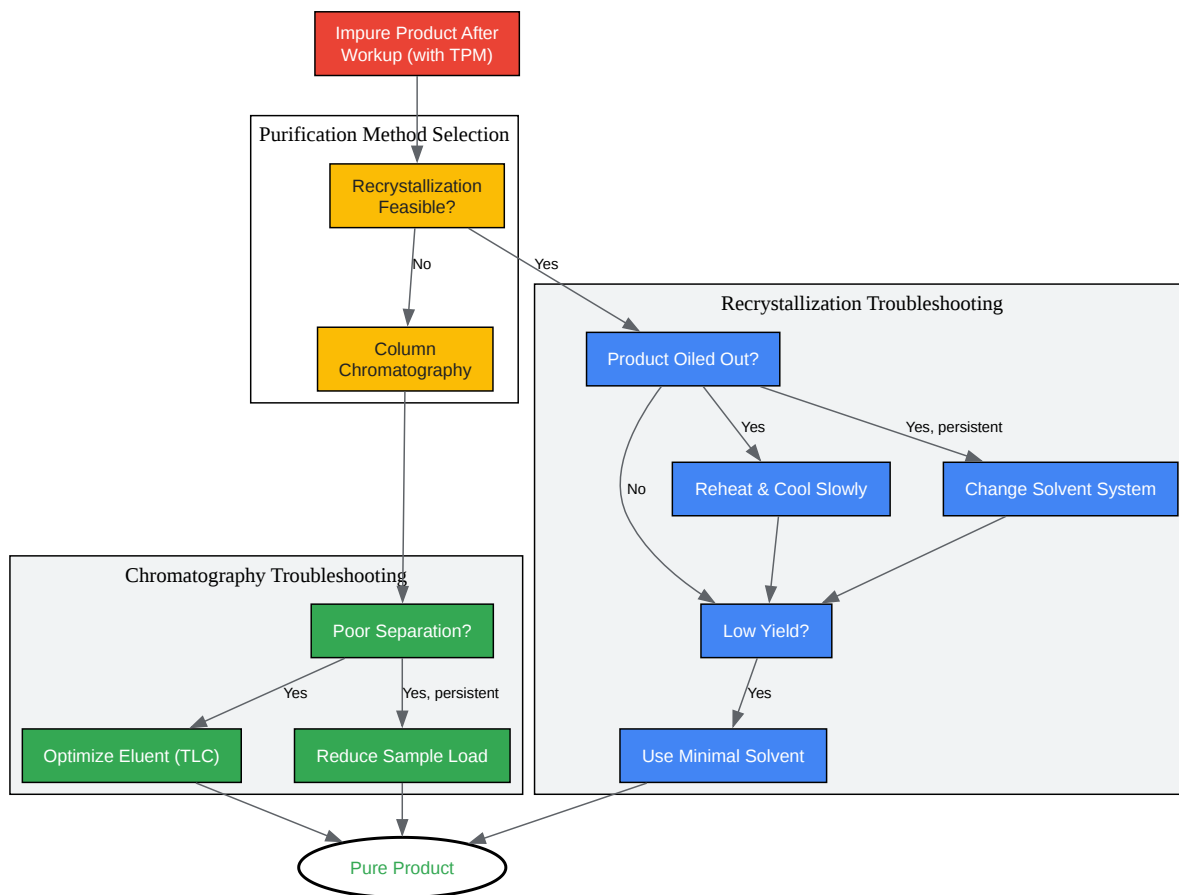 Impure Product After
Workup (with TPM)
Purification Method Selection
Recrystallization
Feasible?
No
Yes
Column
Chromatography
Recrystallization Troubleshooting
Product Oiled Out?
Yes
Yes, persistent
No
Reheat & Cool Slowly
Change Solvent System
Chromatography Troubleshooting
Poor Separation?
Low Yield?
Yes
Yes, persistent
Yes
Optimize Eluent (TLC)
Reduce Sample Load
Use Minimal Solvent
Pure Product